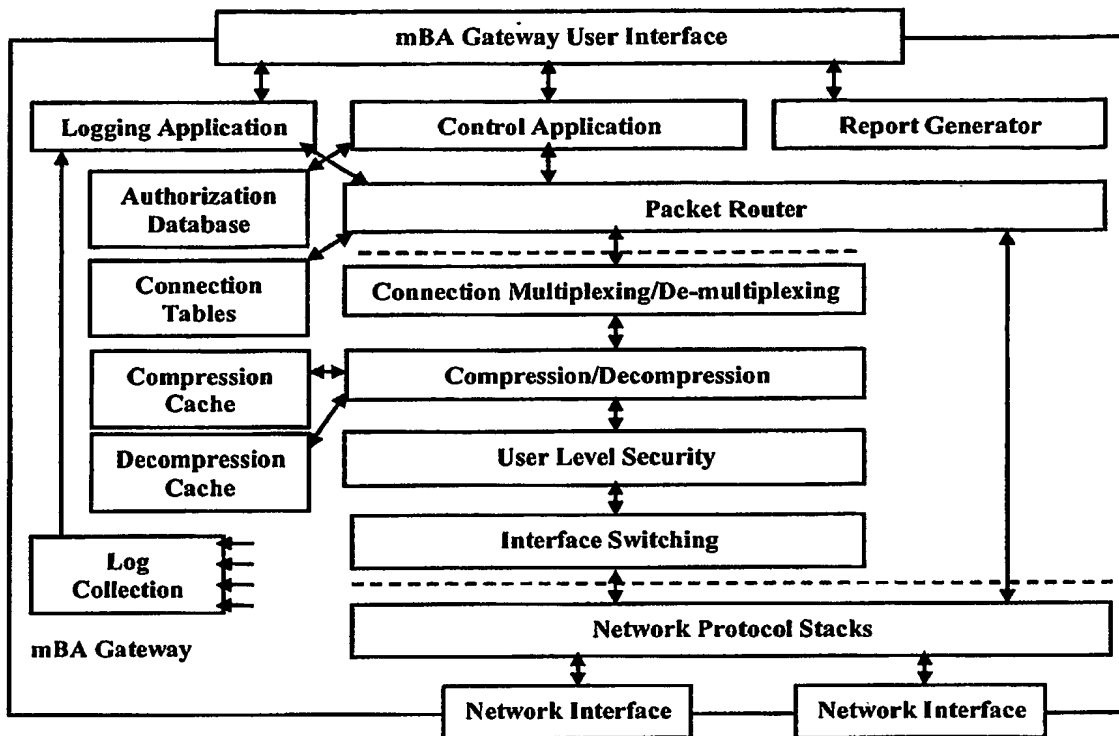 mBA Gateway User Interface
Logging Application
Control Application
Report Generator
Authorization
Database
Packet Router
Connection
Tables
Connection Multiplexing/De-multiplexing
Compression
Cache
Compression/Decompression
Decompression
Cache
User Level Security
Interface Switching
Log
Collection
Network Protocol Stacks
mBA Gateway
Network Interface
Network Interface